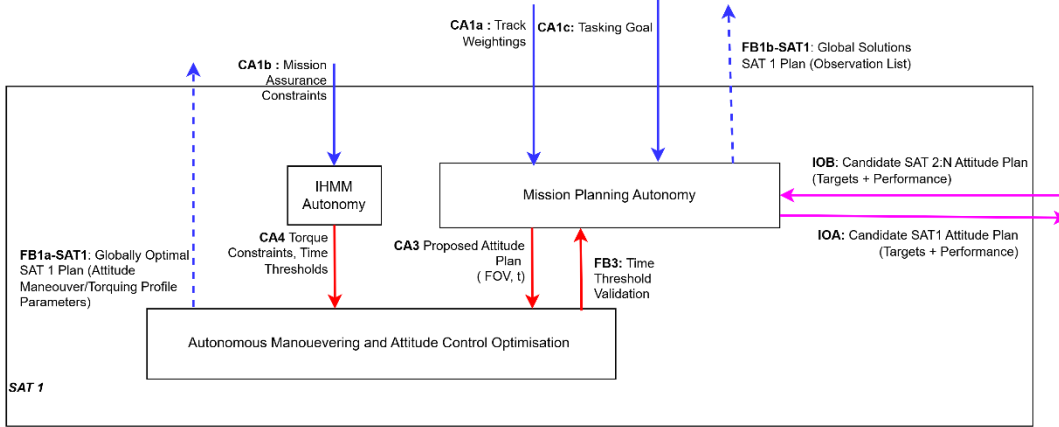 CA1a : Track
Weightings
CA1c: Tasking Goal
FB1b-SAT1: Global Solutions
SAT 1 Plan (Observation List)
CA1b : Mission
Assurance
Constraints
IHMM
Autonomy
Mission Planning Autonomy
IOB: Candidate SAT 2:N Attitude Plan
(Targets + Performance)
IOA: Candidate SAT1 Attitude Plan
(Targets + Performance)
FB1a-SAT1: Globally Optimal
SAT 1 Plan (Attitude
Maneouver/Torquing Profile
Parameters)
CA4 Torque
Constraints, Time
Thresholds
CA3 Proposed Attitude
Plan
( FOV, t)
FB3: Time
Threshold
Validation
Autonomous Manouevering and Attitude Control Optimisation
SAT 1